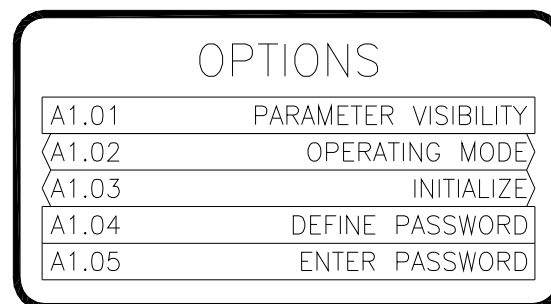 OPTIONS
A1.01 PARAMETER VISIBILITY
A1.02 OPERATING MODE
A1.03 INITIALIZE
A1.04 DEFINE PASSWORD
A1.05 ENTER PASSWORD